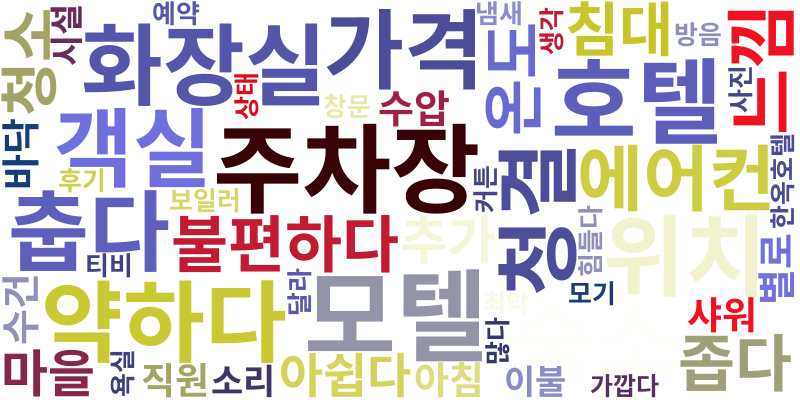 예약
시설
청소
화장실
가격
냄새
생각
침대
방음
느낌
상태
창문
수압
온도
호텔
사진
바닥
객실
주차장
커튼
청결
에어컨
한옥호텔
후기
보일러
춥다
불편하다
추가
힘들다
위치
별로
티비
수건
약하다
달라
모텔
최악
많다
모기
샤워
마을
욕실
직원
소리
아쉽다
아침
이불
가깝다
좁다